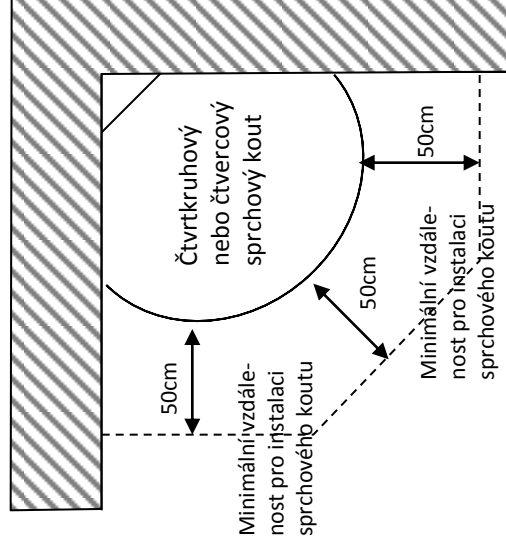 Čtvrtkruhový
nebo čtvercový
sprchový kout
50cm
50cm
50cm
Minimální vzdále-
nost pro instalaci
sprchového koutu
Minimální vzdále-
nost pro instalaci
sprchového koutu